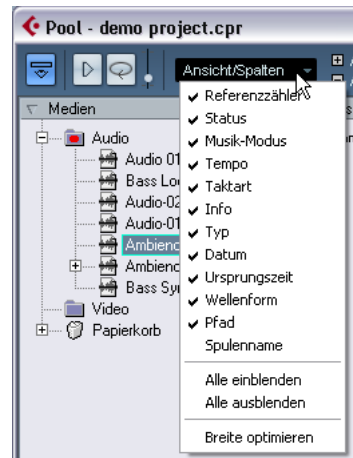 Pool - demo project.cpr
Ansicht/Spalten
Medien
Referenzzähler
Status
Musik-Modus
Tempo
Taktart
Info
Typ
Datum
Ursprungszeit
Wellenform
Pfad
Spulenname
Alle einblenden
Alle ausblenden
Breite optimieren
Audio
Audio 01
Bass Loo
Audio-02
Audio-01
Ambienc
Ambienc
Bass Syn
Video
Papierkorb